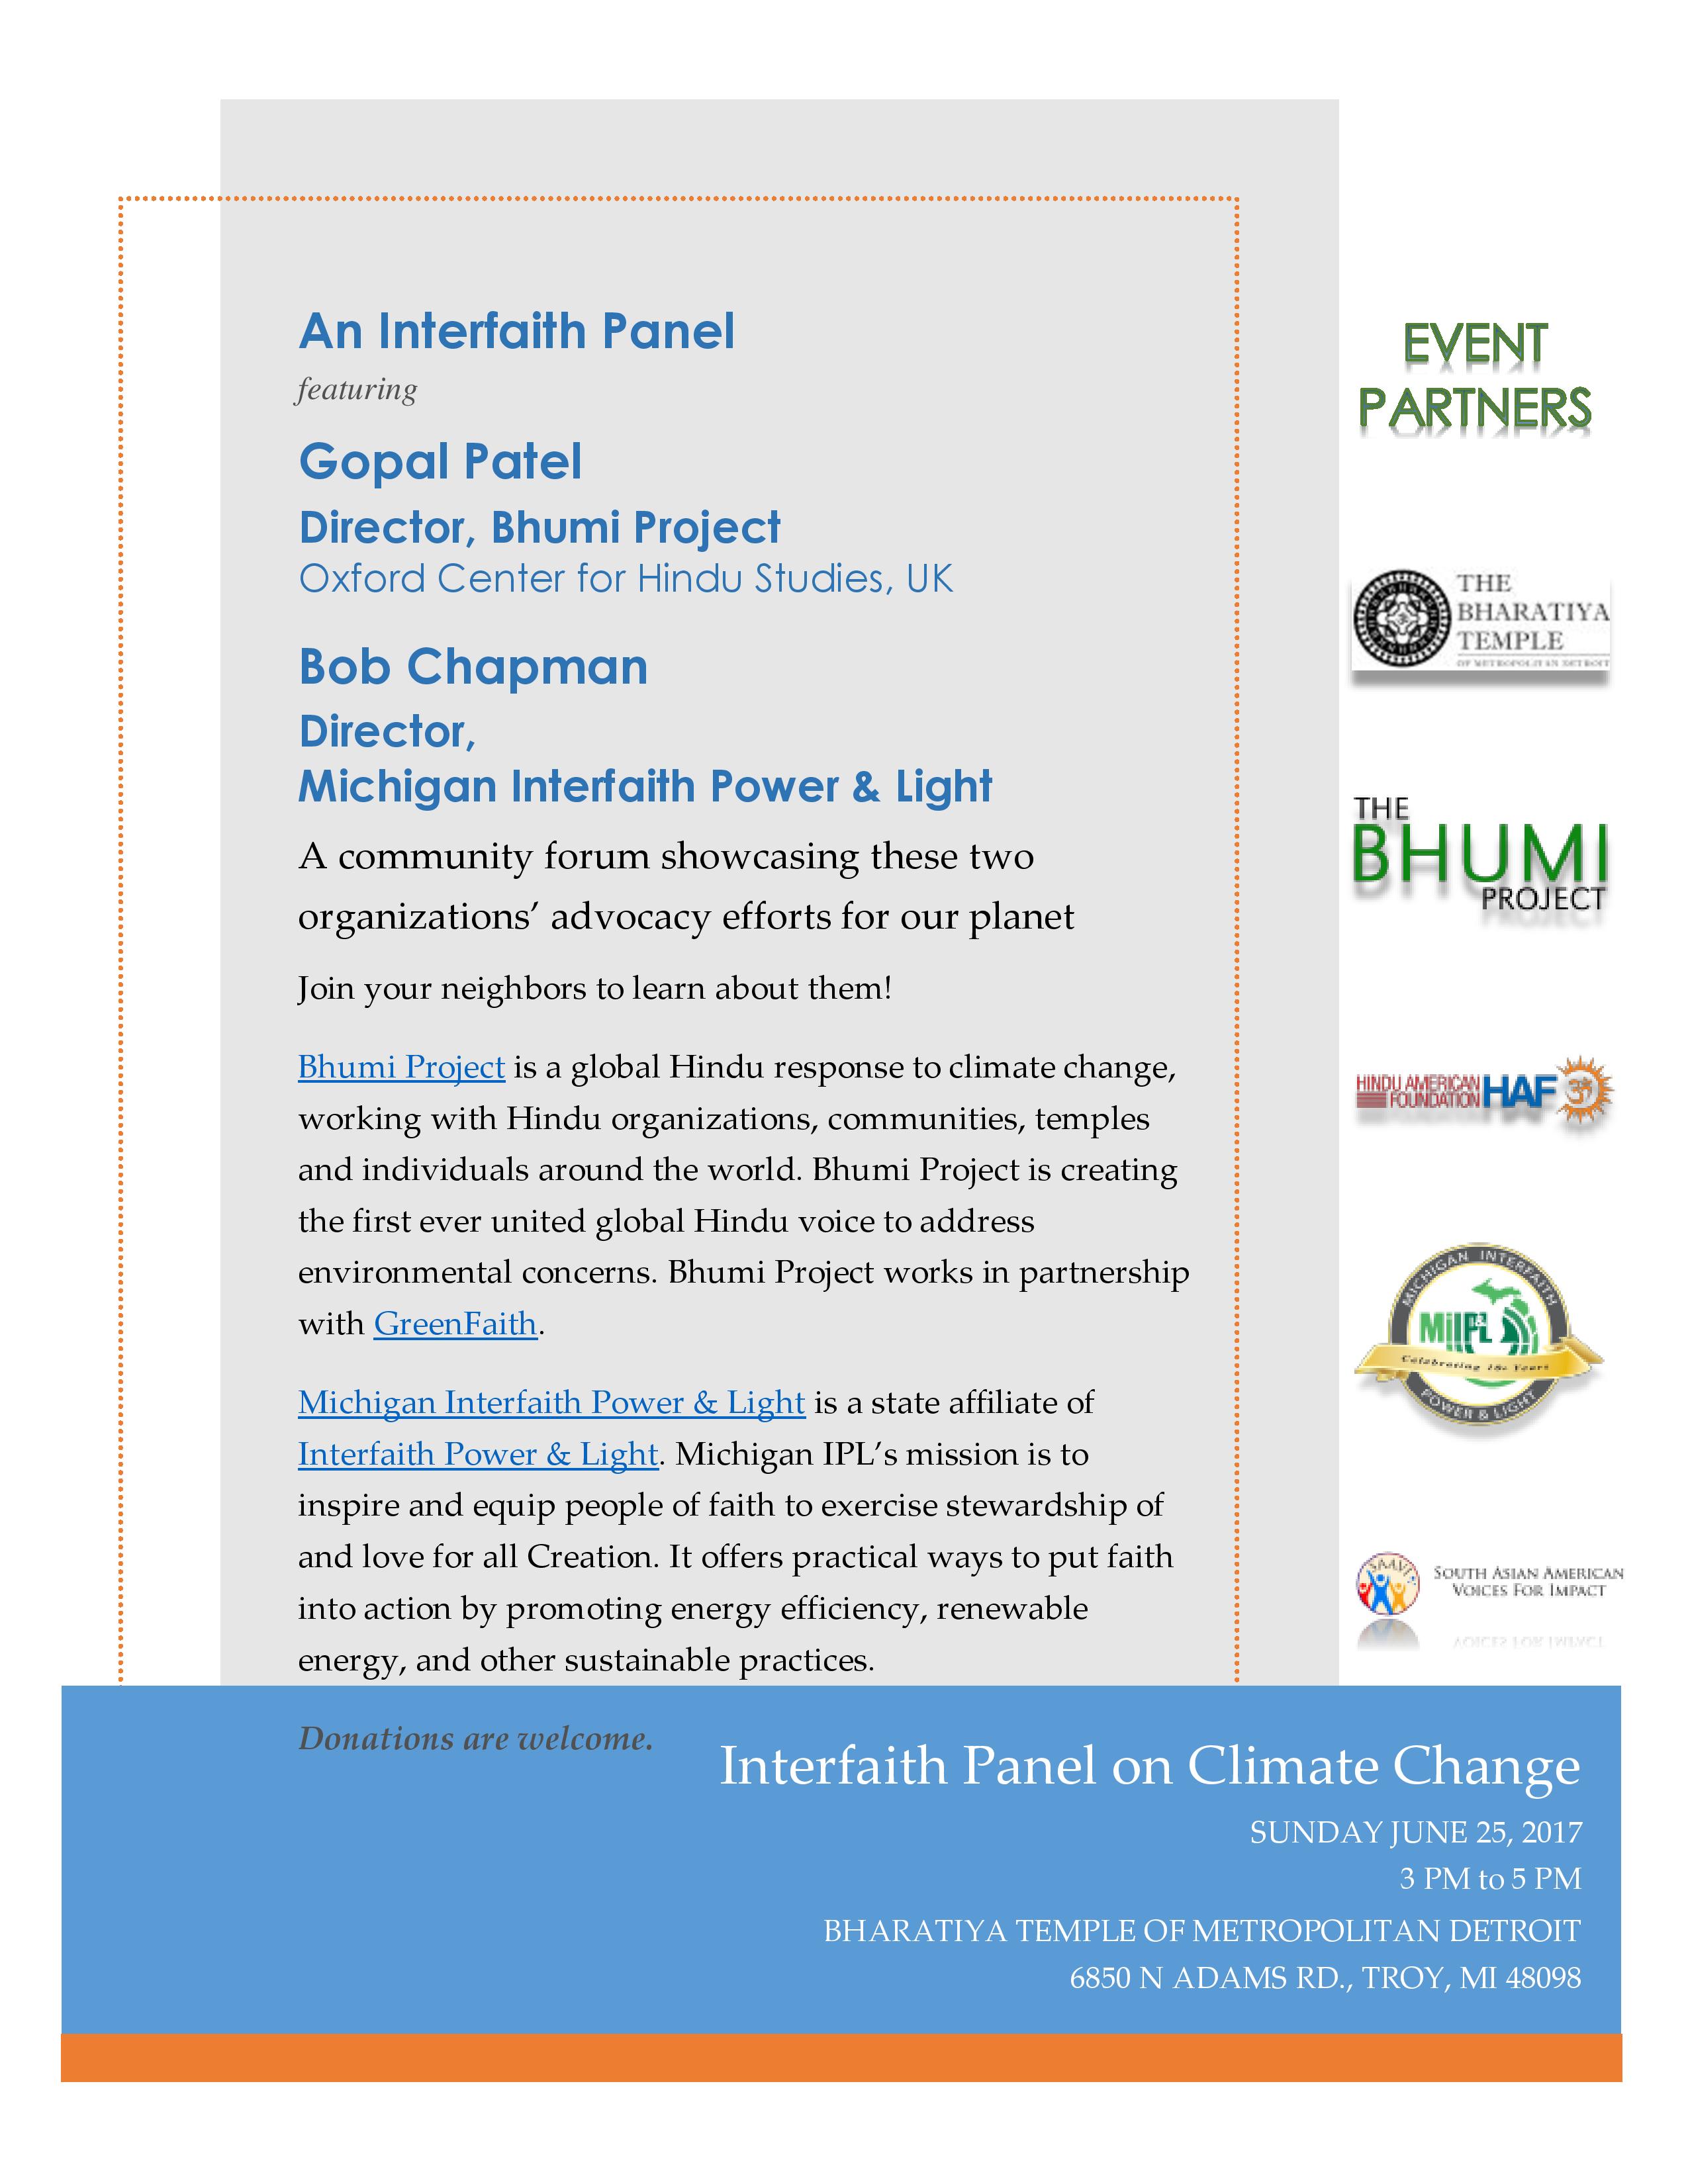 An Interfaith Panel
featuring
Gopal Patel
Director, Bhumi Project
Oxford Center for Hindu Studies, UK
Bob Chapman
Director,
Michigan Interfaith Power & Light
A community forum showcasing these two
organizations’ advocacy efforts for our planet
Join your neighbors to learn about them!
Bhumi Project is a global Hindu response to climate change,
working with Hindu organizations, communities, temples
and individuals around the world. Bhumi Project is creating
the first ever united global Hindu voice to address
environmental concerns. Bhumi Project works in partnership
with GreenFaith.
Michigan Interfaith Power & Light is a state affiliate of
Interfaith Power & Light. Michigan IPL’s mission is to
inspire and equip people of faith to exercise stewardship of
and love for all Creation. It offers practical ways to put faith
into action by promoting energy efficiency, renewable
energy, and other sustainable practices.
Donations are welcome.
EVENT
PARTNERS
THE
BHARATIYA
TEMPLE
OF METROPOLITAN DETROIT
THE
BHUMI
PROJECT
HINDU AMERICAN
FOUNDATION
HAF
ॐ
MICHIGAN INTERFAITH
MiIPL
&
Celebrating 10+ Years
POWER & LIGHT
SAAVI
SOUTH ASIAN AMERICAN
VOICES FOR IMPACT
Interfaith Panel on Climate Change
SUNDAY JUNE 25, 2017
3 PM to 5 PM
BHARATIYA TEMPLE OF METROPOLITAN DETROIT
6850 N ADAMS RD., TROY, MI 48098